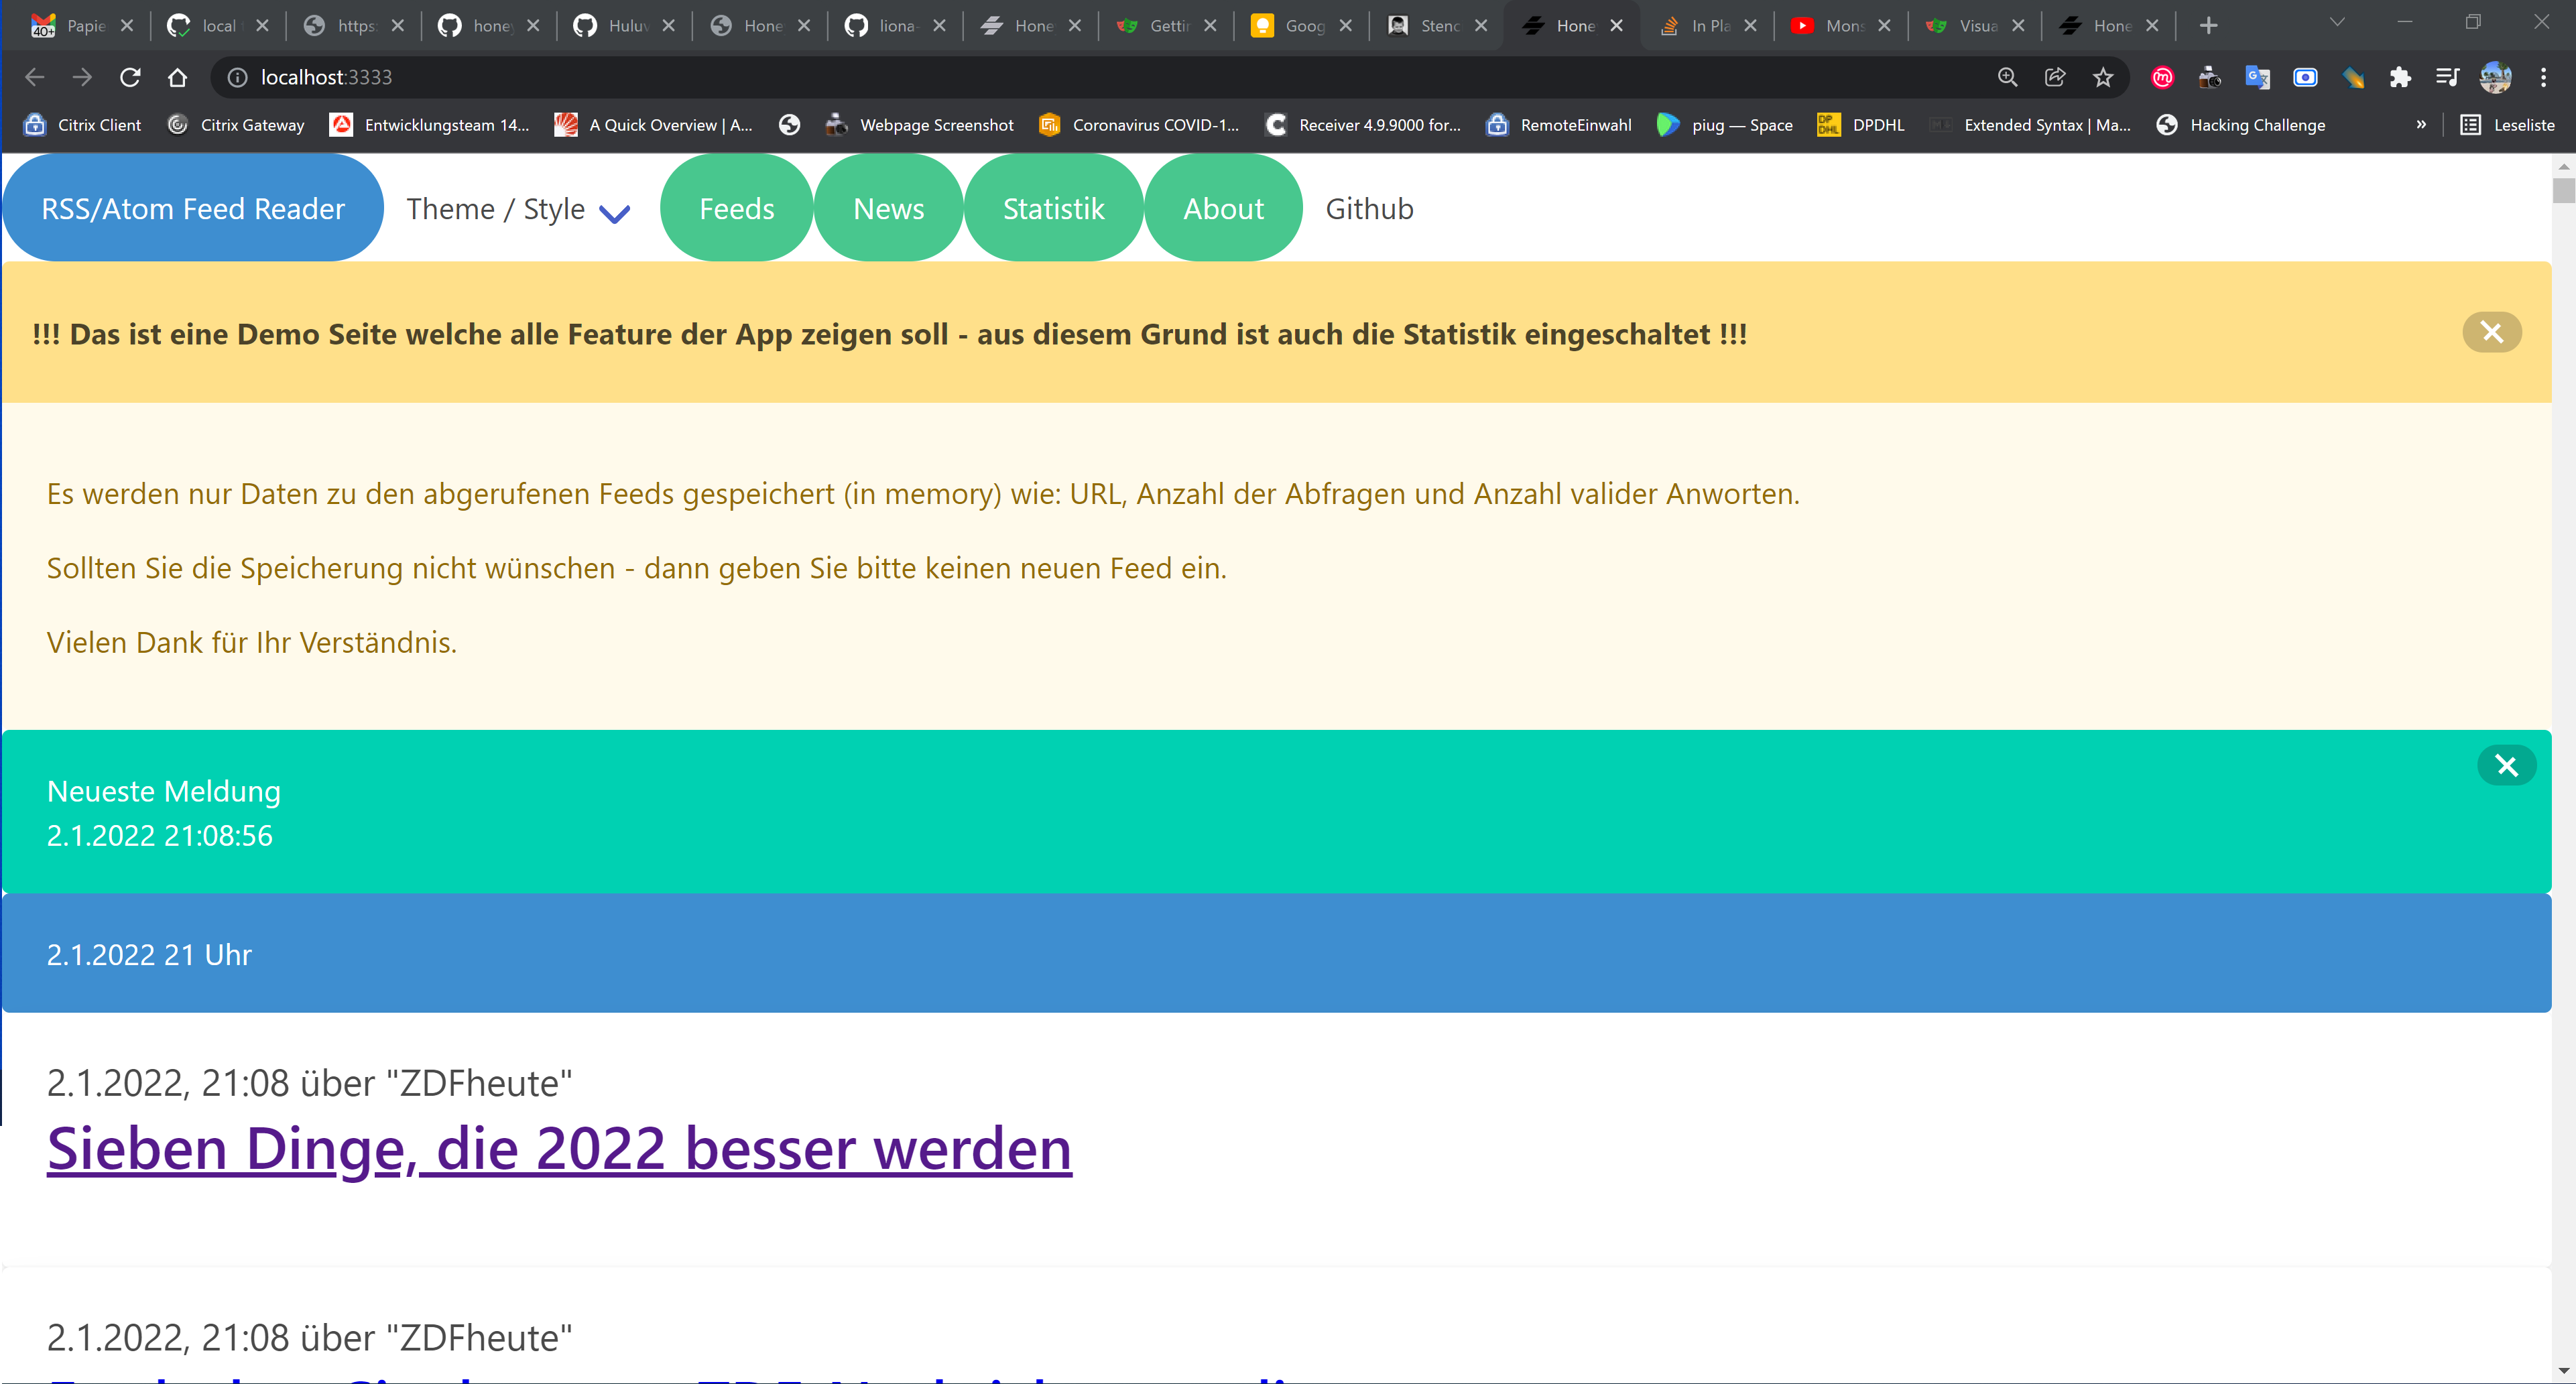 40+ Papie local https: honey Huluv Hone liona- Hone Gettin Goog Stenc Hone In Pla Mons Visua Hone
localhost:3333
Citrix Client Citrix Gateway Entwicklungsteam 14... A Quick Overview | A... Webpage Screenshot Coronavirus COVID-1... Receiver 4.9.9000 for... RemoteEinwahl piug — Space DPDHL Extended Syntax | Ma... Hacking Challenge » Leseliste
RSS/Atom Feed Reader Theme / Style Feeds News Statistik About Github
!!! Das ist eine Demo Seite welche alle Feature der App zeigen soll - aus diesem Grund ist auch die Statistik eingeschaltet !!!
Es werden nur Daten zu den abgerufenen Feeds gespeichert (in memory) wie: URL, Anzahl der Abfragen und Anzahl valider Anworten.
Sollten Sie die Speicherung nicht wünschen - dann geben Sie bitte keinen neuen Feed ein.
Vielen Dank für Ihr Verständnis.
Neueste Meldung
2.1.2022 21:08:56
2.1.2022 21 Uhr
2.1.2022, 21:08 über "ZDFheute"
Sieben Dinge, die 2022 besser werden
2.1.2022, 21:08 über "ZDFheute"